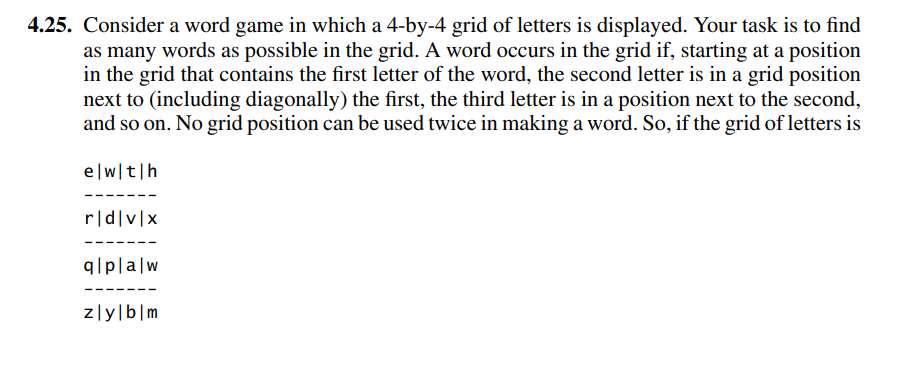 4.25. Consider a word game in which a 4-by-4 grid of letters is displayed. Your task is to find
as many words as possible in the grid. A word occurs in the grid if, starting at a position
in the grid that contains the first letter of the word, the second letter is in a grid position
next to (including diagonally) the first, the third letter is in a position next to the second,
and so on. No grid position can be used twice in making a word. So, if the grid of letters is
e|w|t|h
-------
r|d|v|x
-------
q|p|a|w
-------
z|y|b|m